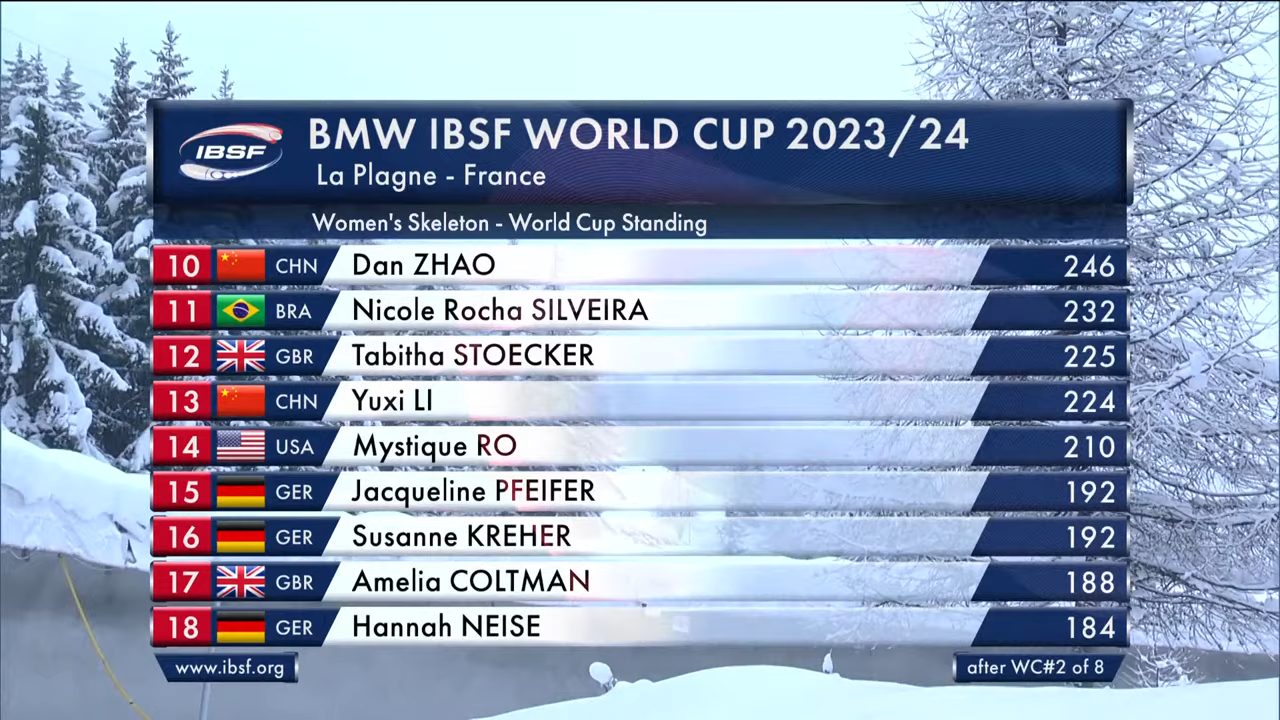 IBSF
BMW IBSF WORLD CUP 2023/24
La Plagne - France
Women's Skeleton - World Cup Standing
10 CHN Dan ZHAO 246
11 BRA Nicole Rocha SILVEIRA 232
12 GBR Tabitha STOECKER 225
13 CHN Yuxi LI 224
14 USA Mystique RO 210
15 GER Jacqueline PFEIFER 192
16 GER Susanne KREHER 192
17 GBR Amelia COLTMAN 188
18 GER Hannah NEISE 184
www.ibsf.org after WC#2 of 8